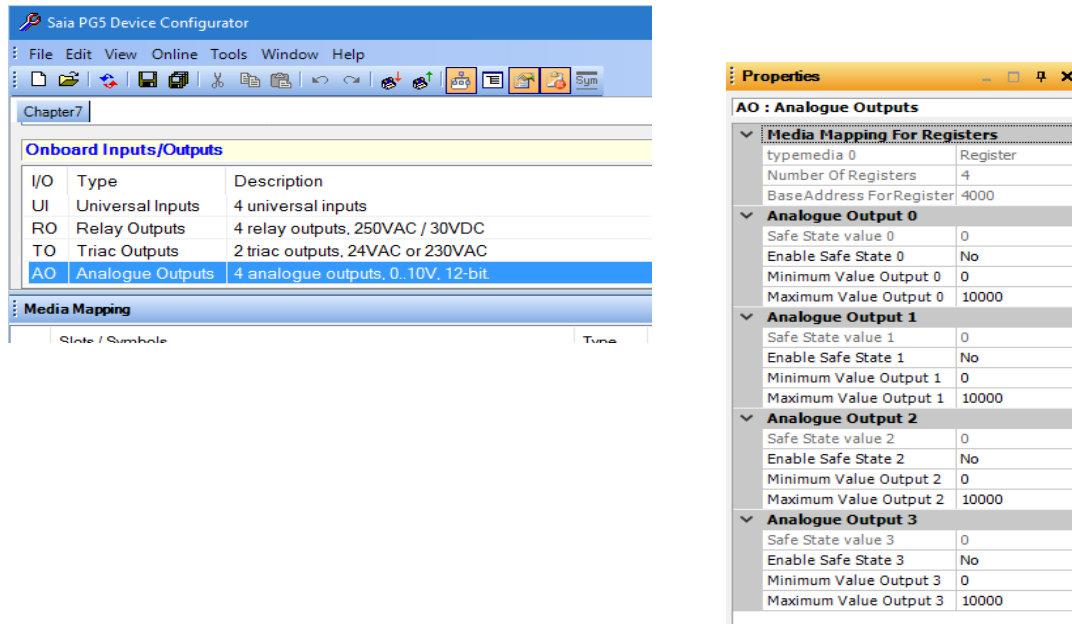 Saia PG5 Device Configurator
File Edit View Online Tools Window Help
Sym
Chapter7
Onboard Inputs/Outputs
I/O Type Description
UI Universal Inputs 4 universal inputs
RO Relay Outputs 4 relay outputs, 250VAC / 30VDC
TO Triac Outputs 2 triac outputs, 24VAC or 230VAC
AO Analogue Outputs 4 analogue outputs, 0..10V, 12-bit.
Media Mapping
Slots / Symbols Type
Properties
AO : Analogue Outputs
Media Mapping For Registers
typemedia 0 Register
Number Of Registers 4
BaseAddress ForRegister 4000
Analogue Output 0
Safe State value 0 0
Enable Safe State 0 No
Minimum Value Output 0 0
Maximum Value Output 0 10000
Analogue Output 1
Safe State value 1 0
Enable Safe State 1 No
Minimum Value Output 1 0
Maximum Value Output 1 10000
Analogue Output 2
Safe State value 2 0
Enable Safe State 2 No
Minimum Value Output 2 0
Maximum Value Output 2 10000
Analogue Output 3
Safe State value 3 0
Enable Safe State 3 No
Minimum Value Output 3 0
Maximum Value Output 3 10000